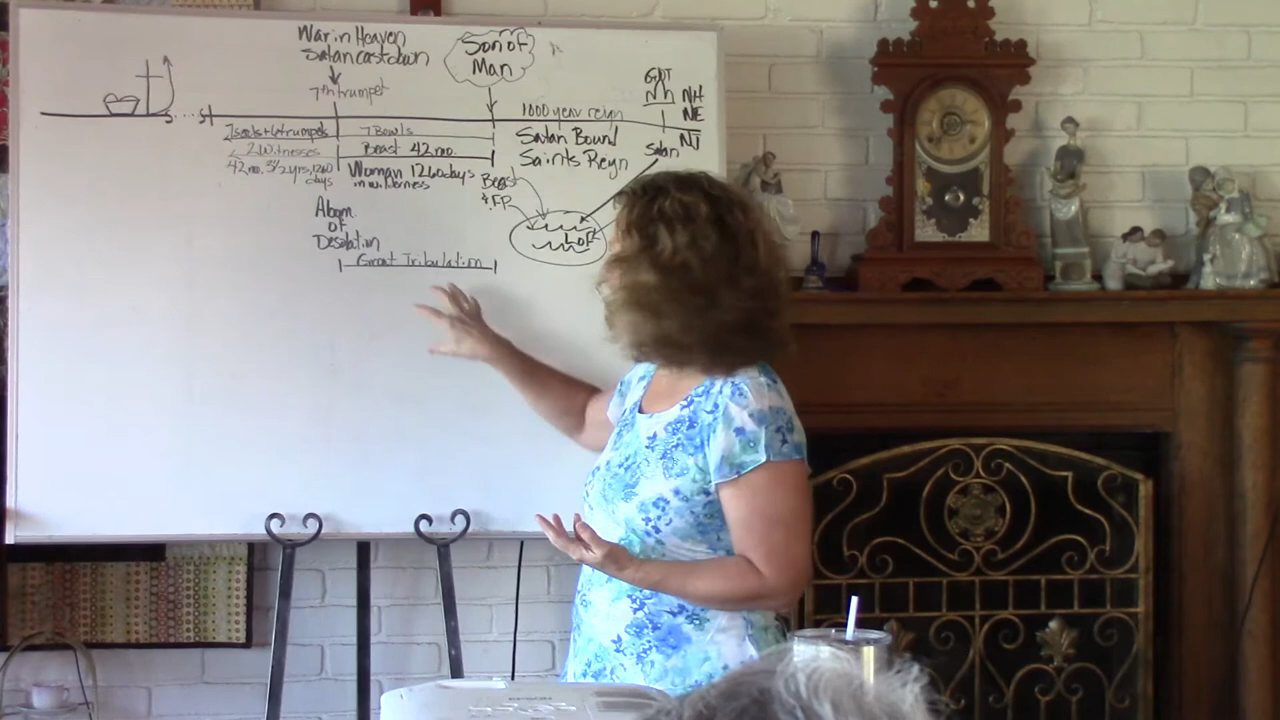 War in Heaven
Satan cast down
7th trumpet
Son of
Man
1000 year reign
GWT
NH
NE
NJ
7 seals + 6 trumpets
7 Bowls
Satan Bound
Saints Reign
Satan
2 Witnesses
Beast 42 mo.
42 mo. 3½ yrs, 1260
days
Woman 1260 days
in wilderness
Beast
& FP
LoF
Abom.
of
Desolation
Great Tribulation
EPSON